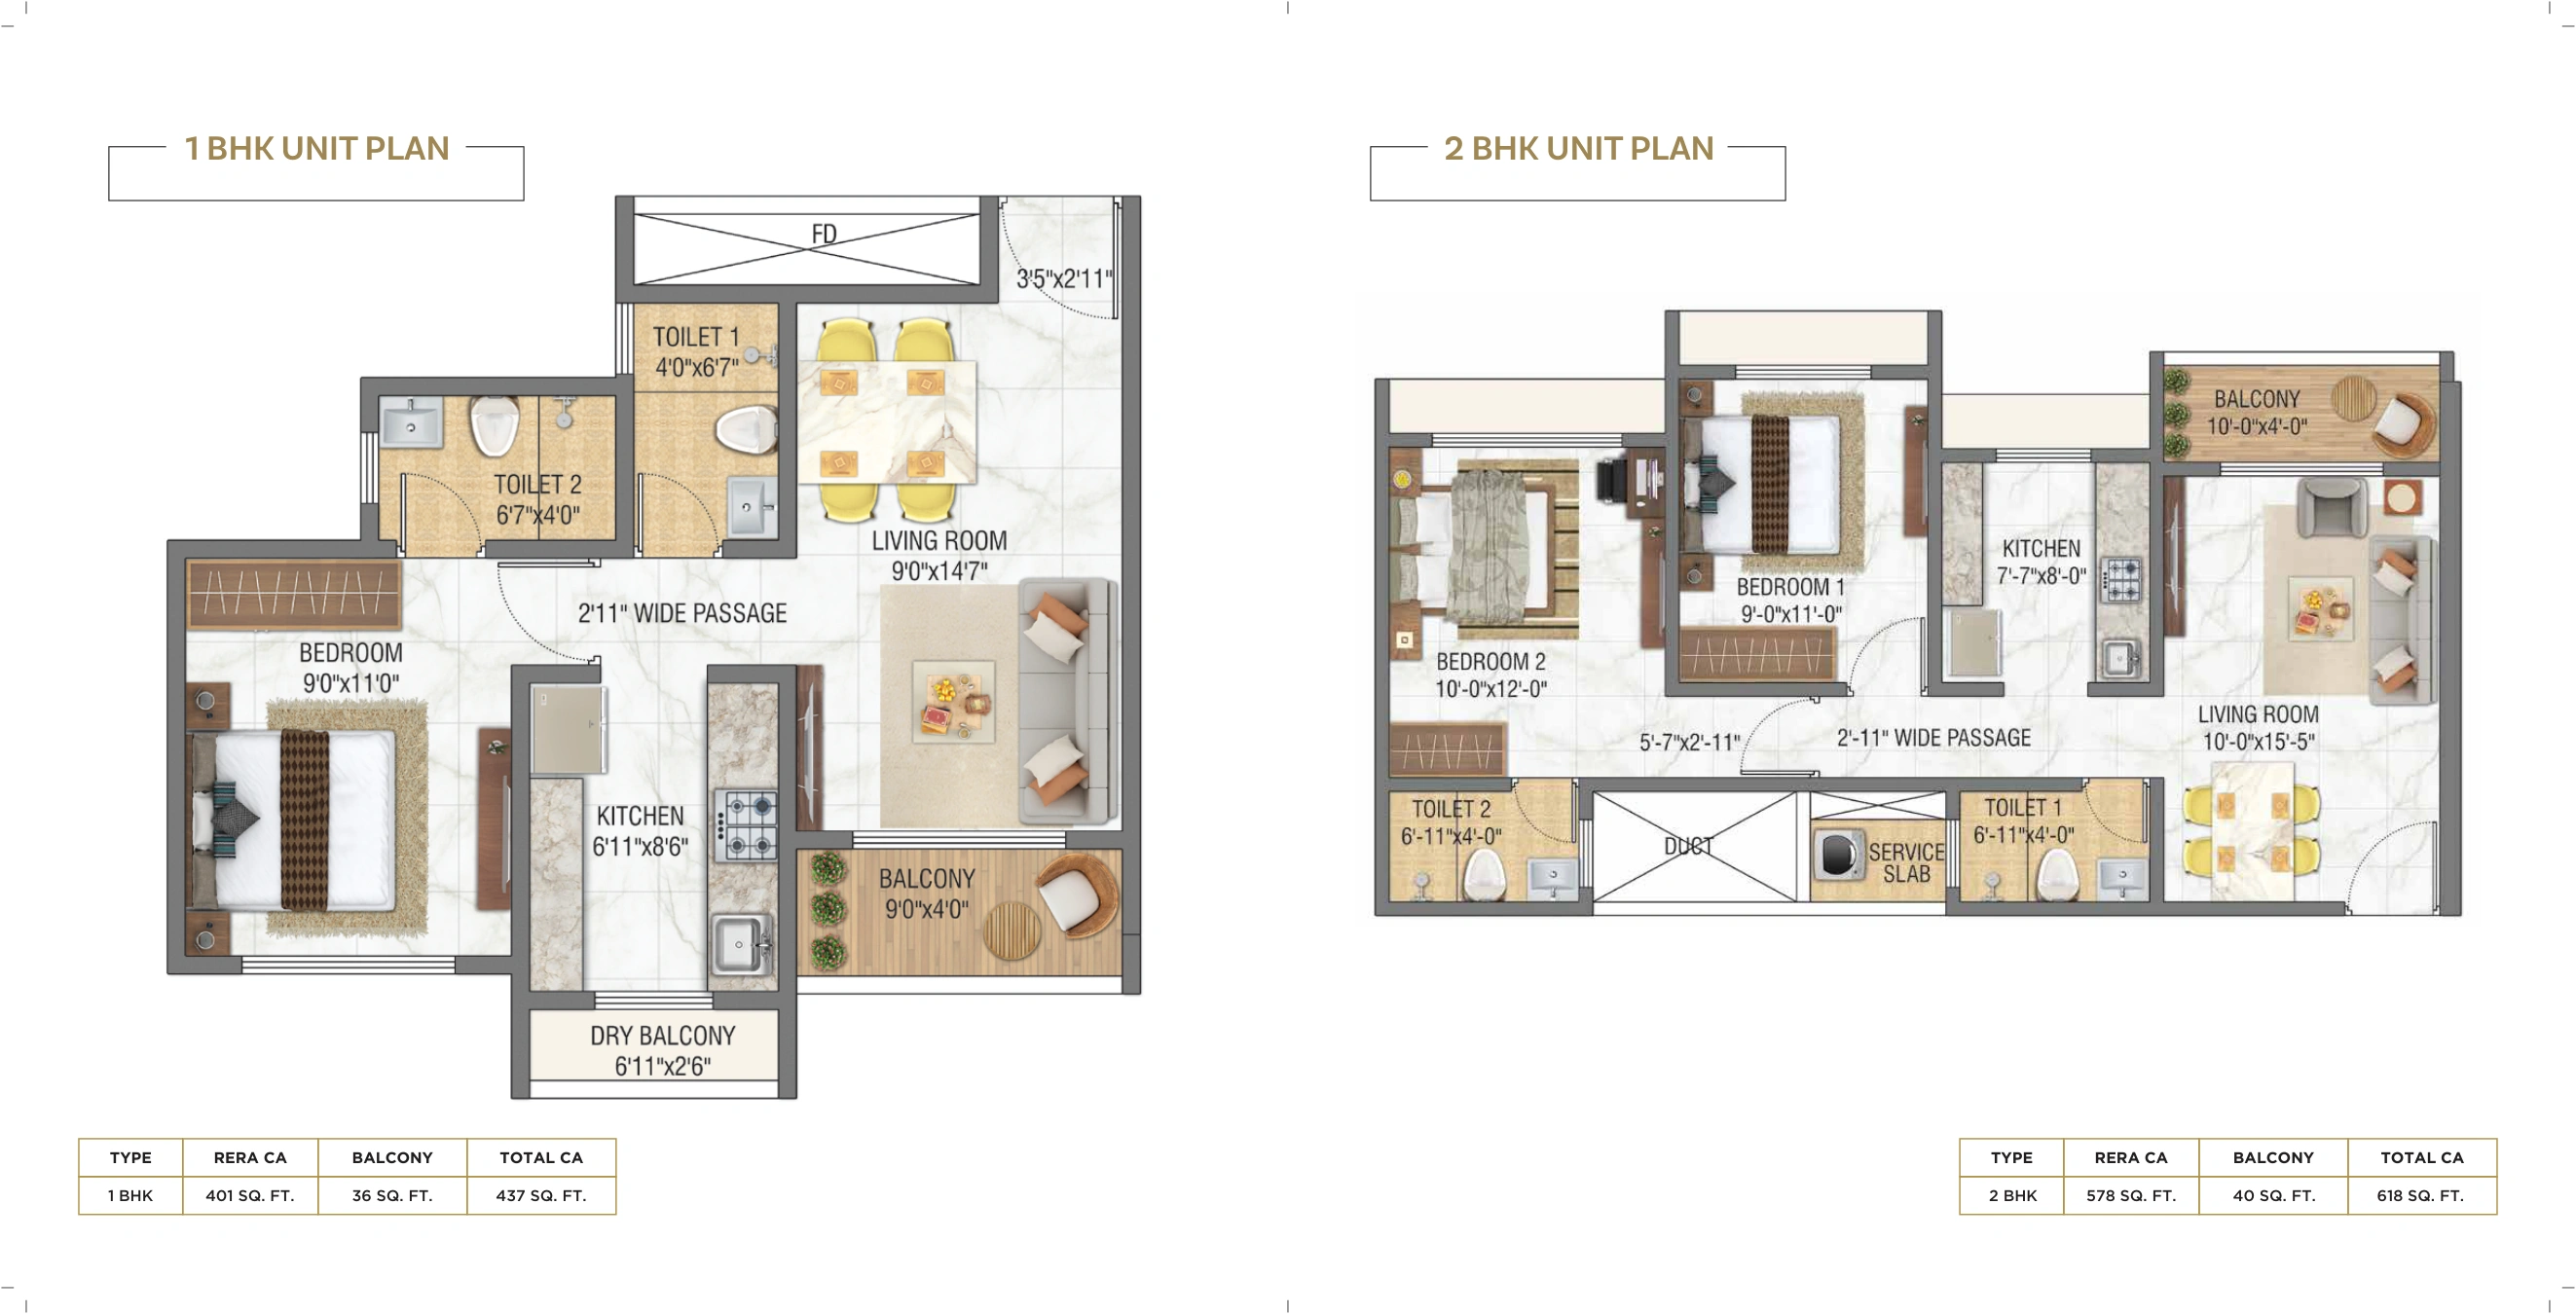 1 BHK UNIT PLAN
FD
3'5"x2'11"
TOILET 1
4'0"x6'7"
TOILET 2
6'7"x4'0"
LIVING ROOM
9'0"x14'7"
2'11" WIDE PASSAGE
BEDROOM
9'0"x11'0"
KITCHEN
6'11"x8'6"
BALCONY
9'0"x4'0"
DRY BALCONY
6'11"x2'6"
TYPE RERA CA BALCONY TOTAL CA
1 BHK 401 SQ. FT. 36 SQ. FT. 437 SQ. FT.
2 BHK UNIT PLAN
BALCONY
10'-0"x4'-0"
KITCHEN
7'-7"x8'-0"
BEDROOM 1
9'-0"x11'-0"
BEDROOM 2
10'-0"x12'-0"
LIVING ROOM
10'-0"x15'-5"
5'-7"x2'-11"
2'-11" WIDE PASSAGE
TOILET 2
6'-11"x4'-0"
DUCT
SERVICE
SLAB
TOILET 1
6'-11"x4'-0"
TYPE RERA CA BALCONY TOTAL CA
2 BHK 578 SQ. FT. 40 SQ. FT. 618 SQ. FT.